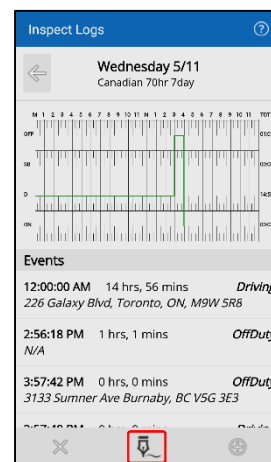 Inspect Logs ?
Wednesday 5/11
Canadian 70hr 7day
M 1 2 3 4 5 6 7 8 9 10 11 N 1 2 3 4 5 6 7 8 9 10 11 TOT
OFF
SB
D
ON
Events
12:00:00 AM 14 hrs, 56 mins Driving
226 Galaxy Blvd, Toronto, ON, M9W 5R8
2:56:18 PM 1 hrs, 1 mins OffDuty
N/A
3:57:42 PM 0 hrs, 0 mins OffDuty
3133 Sumner Ave Burnaby, BC V5G 3E3